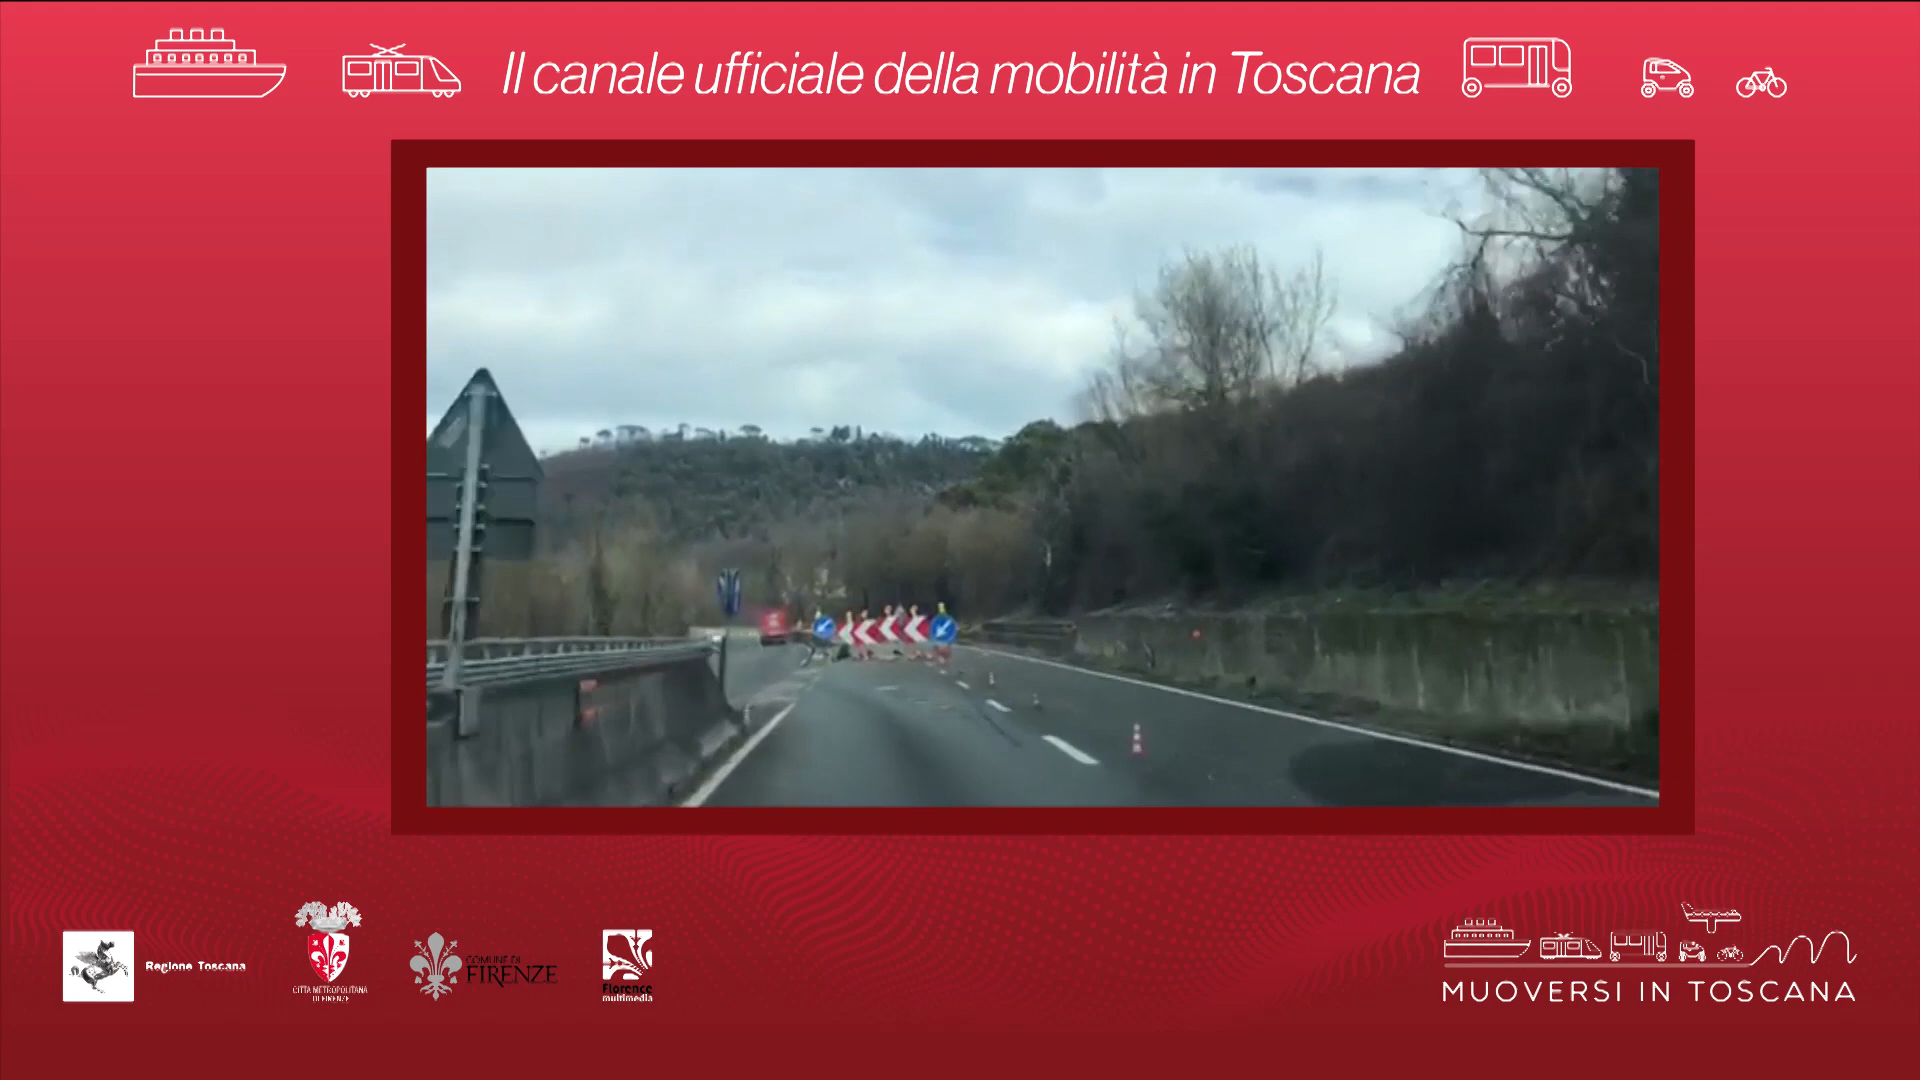 Il canale ufficiale della mobilità in Toscana
Regione Toscana
CITTÀ METROPOLITANA
DI FIRENZE
COMUNE DI
FIRENZE
Florence
multimedia
MUOVERSI IN TOSCANA